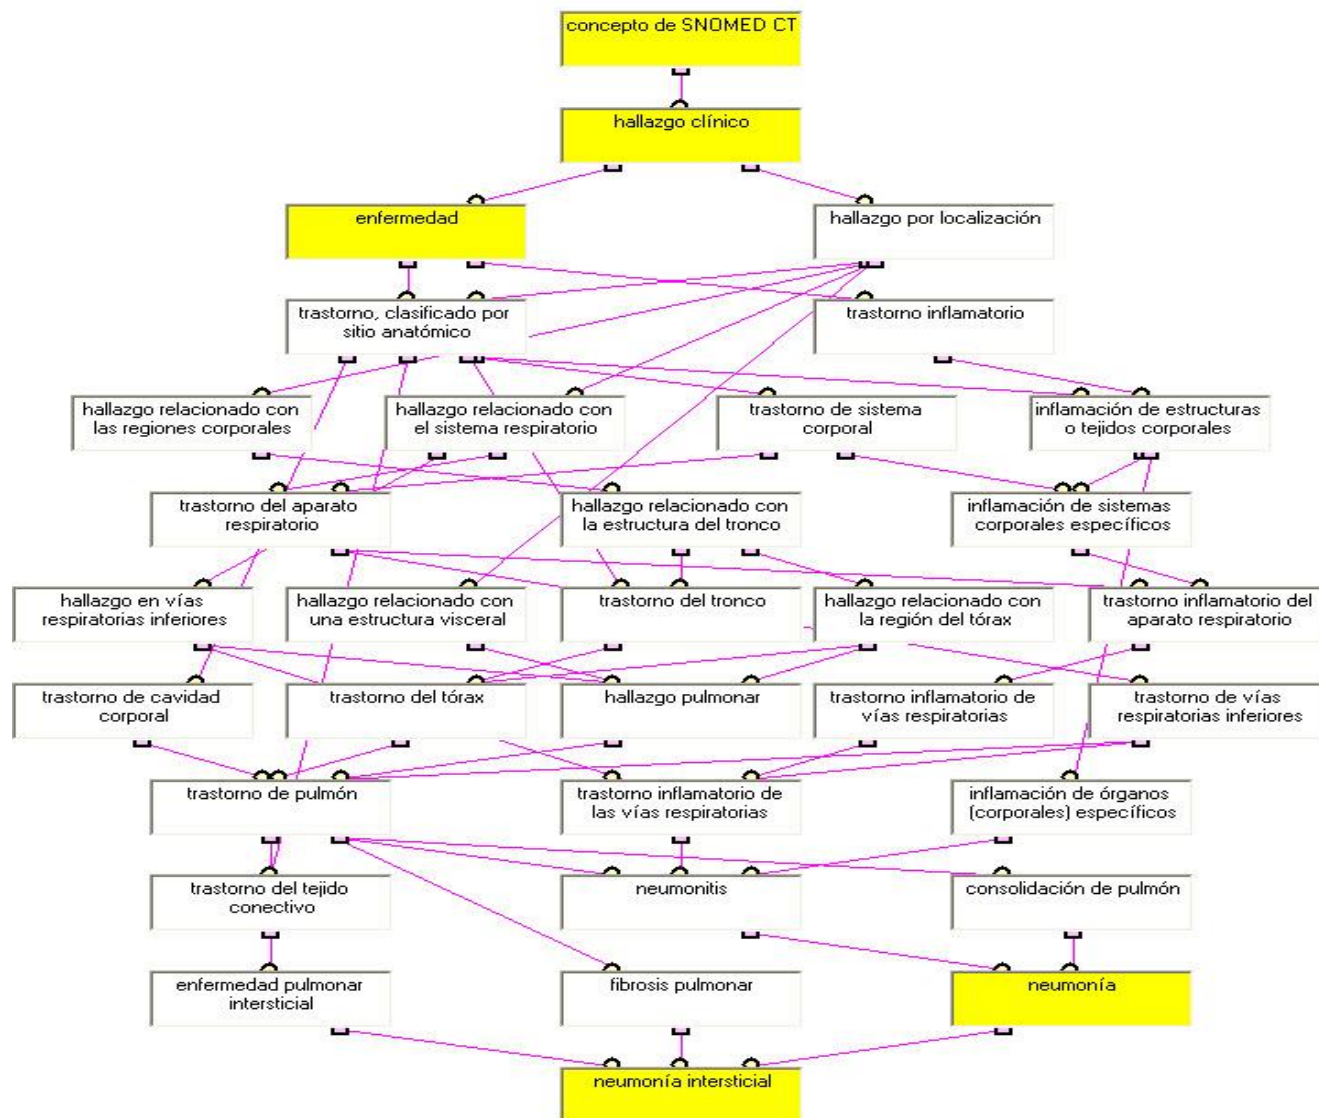 concepto de SNOMED CT
hallazgo clínico
enfermedad
hallazgo por localización
trastorno, clasificado por
sitio anatómico
trastorno inflamatorio
hallazgo relacionado con
las regiones corporales
hallazgo relacionado con
el sistema respiratorio
trastorno de sistema
corporal
inflamación de estructuras
o tejidos corporales
trastorno del aparato
respiratorio
hallazgo relacionado con
la estructura del tronco
inflamación de sistemas
corporales específicos
hallazgo en vías
respiratorias inferiores
hallazgo relacionado con
una estructura visceral
trastorno del tronco
hallazgo relacionado con
la región del tórax
trastorno inflamatorio del
aparato respiratorio
trastorno de cavidad
corporal
trastorno del tórax
hallazgo pulmonar
trastorno inflamatorio de
vías respiratorias
trastorno de vías
respiratorias inferiores
trastorno de pulmón
trastorno inflamatorio de
las vías respiratorias
inflamación de órganos
(corporales) específicos
trastorno del tejido
conectivo
neumonitis
consolidación de pulmón
enfermedad pulmonar
intersticial
fibrosis pulmonar
neumonía
neumonía intersticial